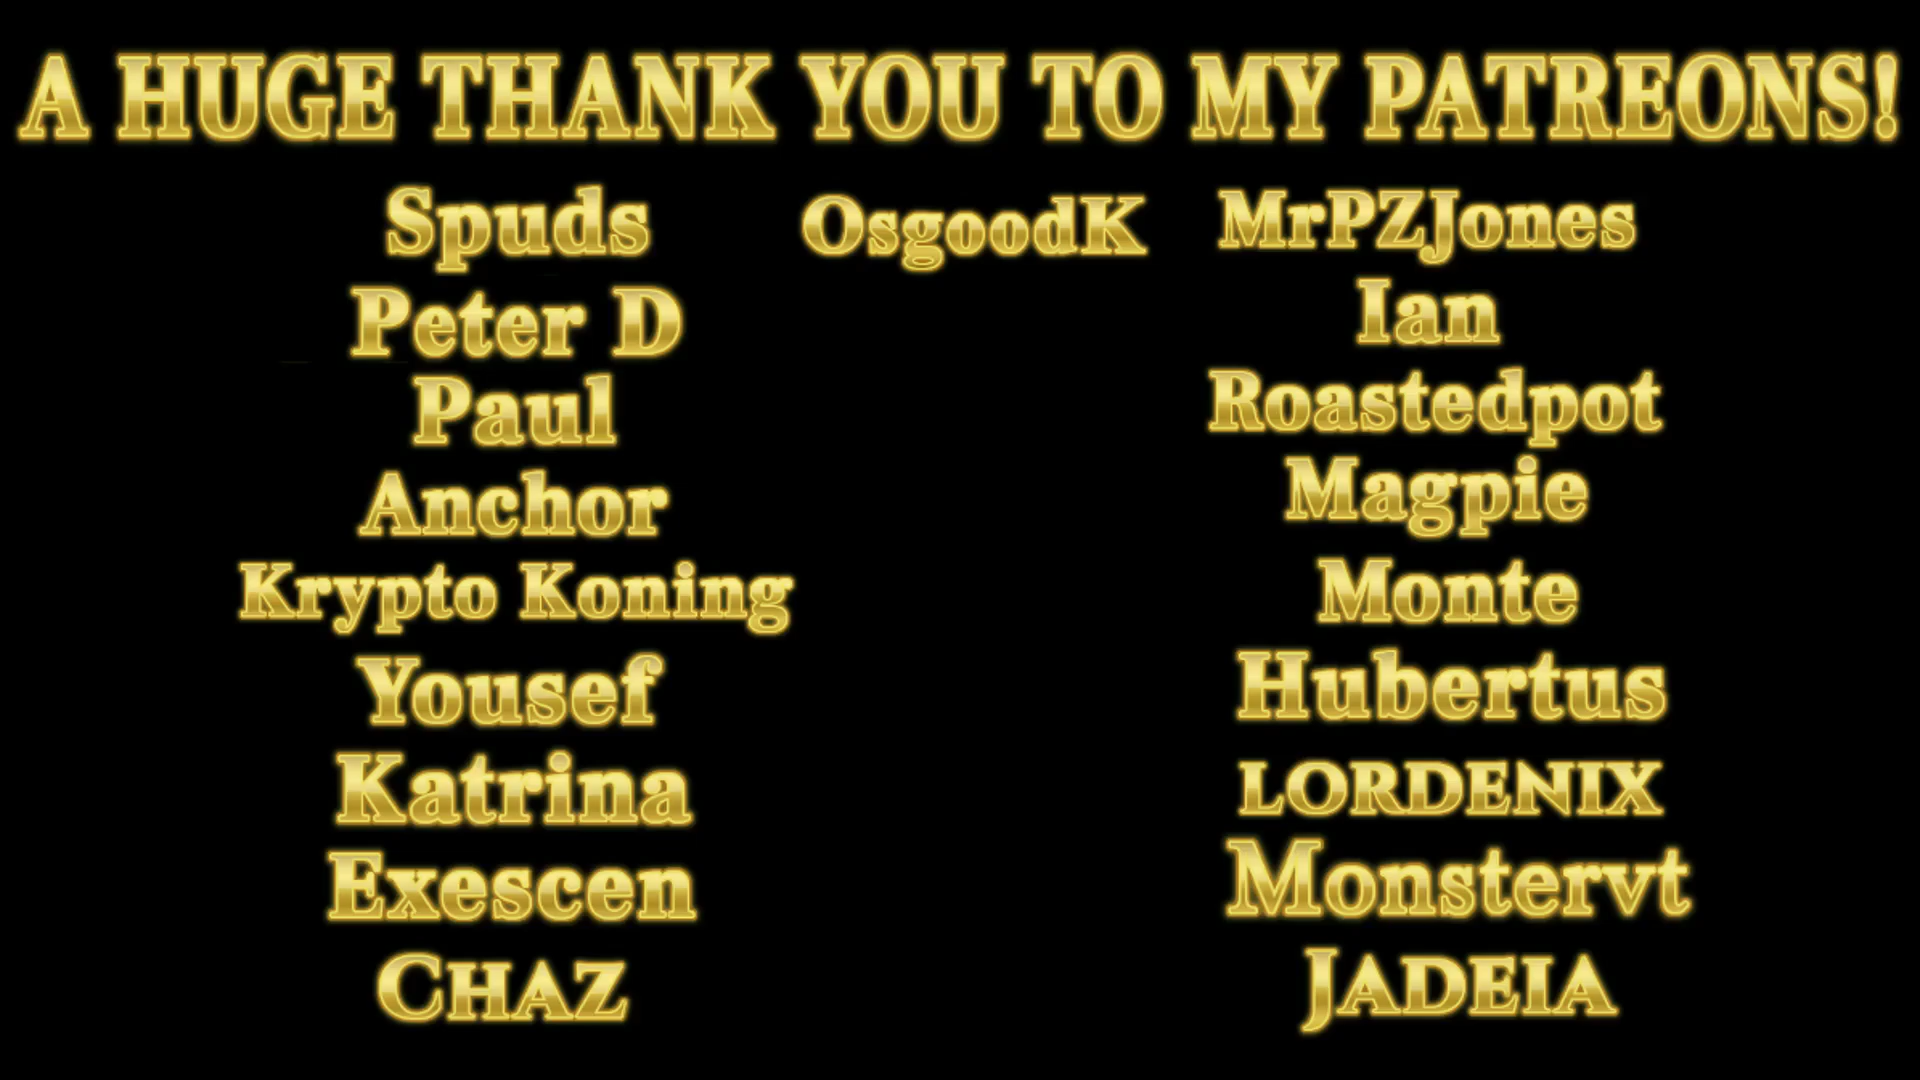 A HUGE THANK YOU TO MY PATREONS!
Spuds OsgoodK MrPZJones
Peter D Ian
Paul Roastedpot
Anchor Magpie
Krypto Koning Monte
Yousef Hubertus
Katrina LORDENIX
Exescen Monstervt
CHAZ JADEIA